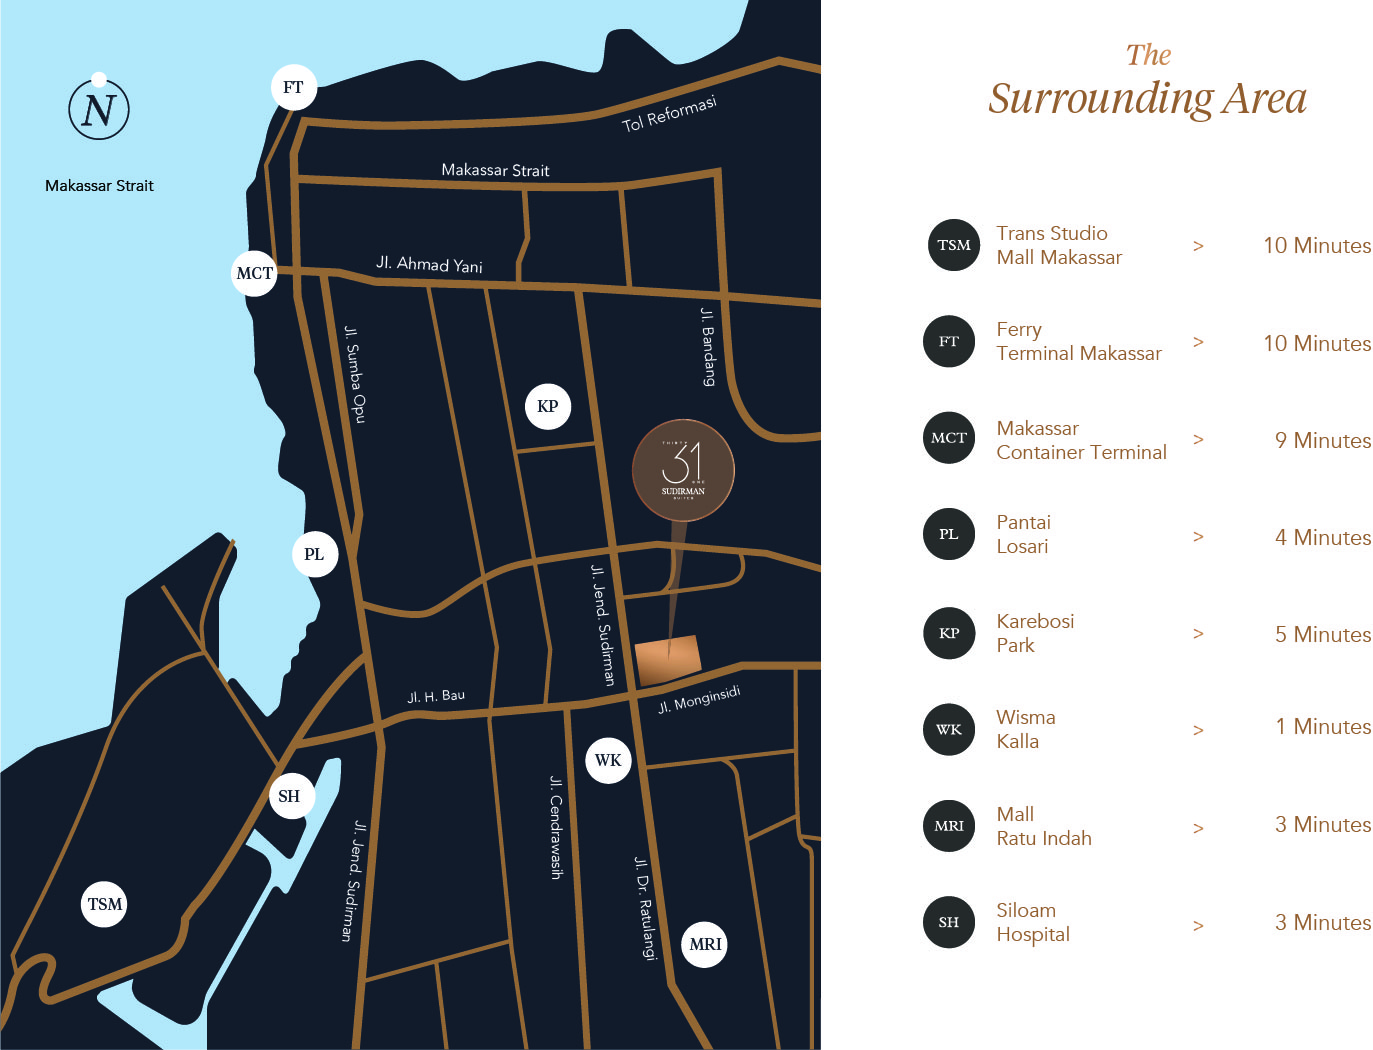 FT
N
Makassar Strait
Tol Reformasi
Makassar Strait
MCT
Jl. Ahmad Yani
Jl. Sumba Opu
Jl. Bandang
KP
THIRTY
31
ONE
SUDIRMAN
SUITES
PL
Jl. Jend. Sudirman
Jl. H. Bau
Jl. Monginsidi
WK
SH
Jl. Cendrawasih
Jl. Jend. Sudirman
Jl. Dr. Ratulangi
TSM
MRI
The
Surrounding Area
TSM
Trans Studio
Mall Makassar
>
10 Minutes
FT
Ferry
Terminal Makassar
>
10 Minutes
MCT
Makassar
Container Terminal
>
9 Minutes
PL
Pantai
Losari
>
4 Minutes
KP
Karebosi
Park
>
5 Minutes
WK
Wisma
Kalla
>
1 Minutes
MRI
Mall
Ratu Indah
>
3 Minutes
SH
Siloam
Hospital
>
3 Minutes